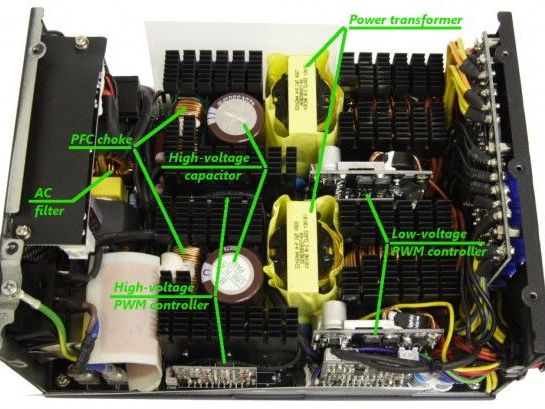 Power transformer
PFC choke
High-voltage
capacitor
AC
filter
Low-voltage
PWM controller
High-voltage
PWM controller